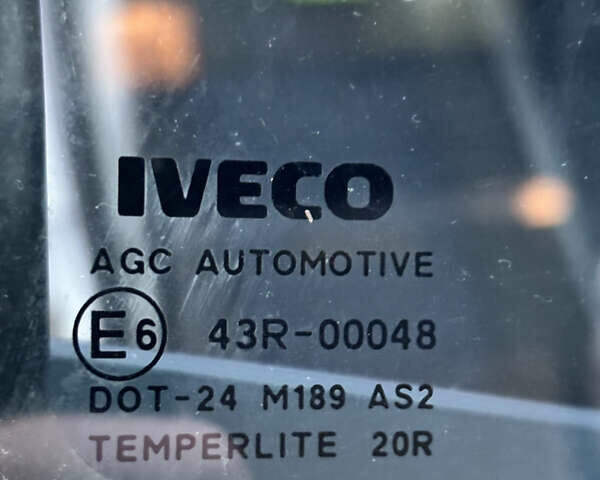 IVECO
AGC AUTOMOTIVE
E6 43R-00048
DOT-24 M189 AS2
TEMPERLITE 20R